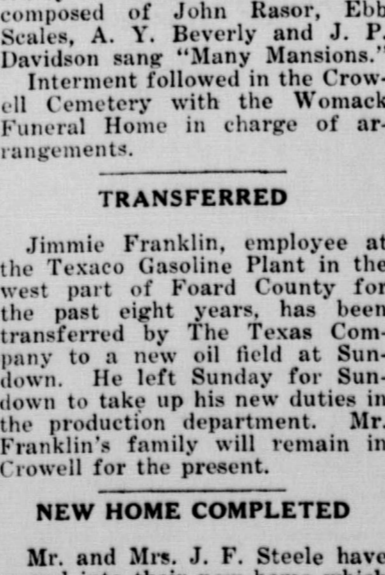 composed of John Rasor, Ebb
Scales, A. Y. Beverly and J. P.
Davidson sang "Many Mansions."
Interment followed in the Crow-
ell Cemetery with the Womack
Funeral Home in charge of ar-
rangements.
TRANSFERRED
Jimmie Franklin, employee at
the Texaco Gasoline Plant in the
west part of Foard County for
the past eight years, has been
transferred by The Texas Com-
pany to a new oil field at Sun-
down. He left Sunday for Sun-
down to take up his new duties in
the production department. Mr.
Franklin's family will remain in
Crowell for the present.
NEW HOME COMPLETED
Mr. and Mrs. J. F. Steele have